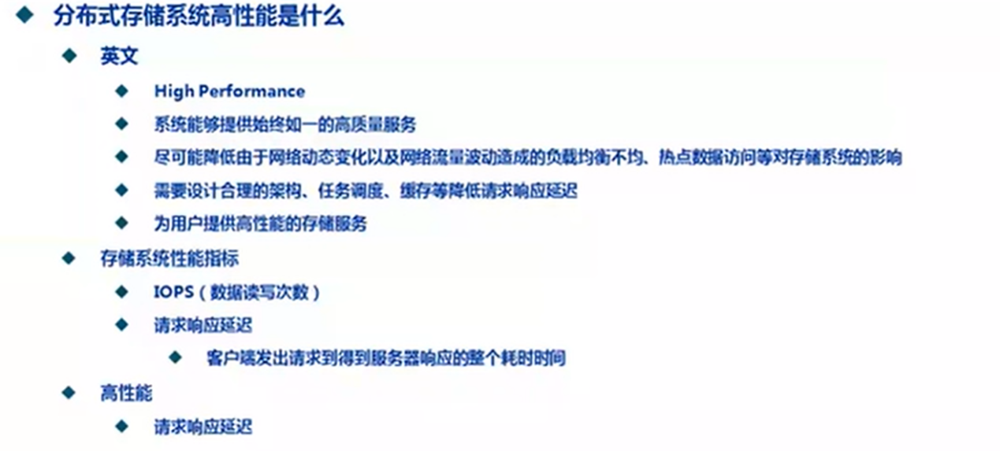 分布式存储系统高性能是什么
英文
High Performance
系统能够提供始终如一的高质量服务
尽可能降低由于网络动态变化以及网络流量波动造成的负载均衡不均、热点数据访问等对存储系统的影响
需要设计合理的架构、任务调度、缓存等降低请求响应延迟
为用户提供高性能的存储服务
存储系统性能指标
IOPS（数据读写次数）
请求响应延迟
客户端发出请求到得到服务器响应的整个耗时时间
高性能
请求响应延迟